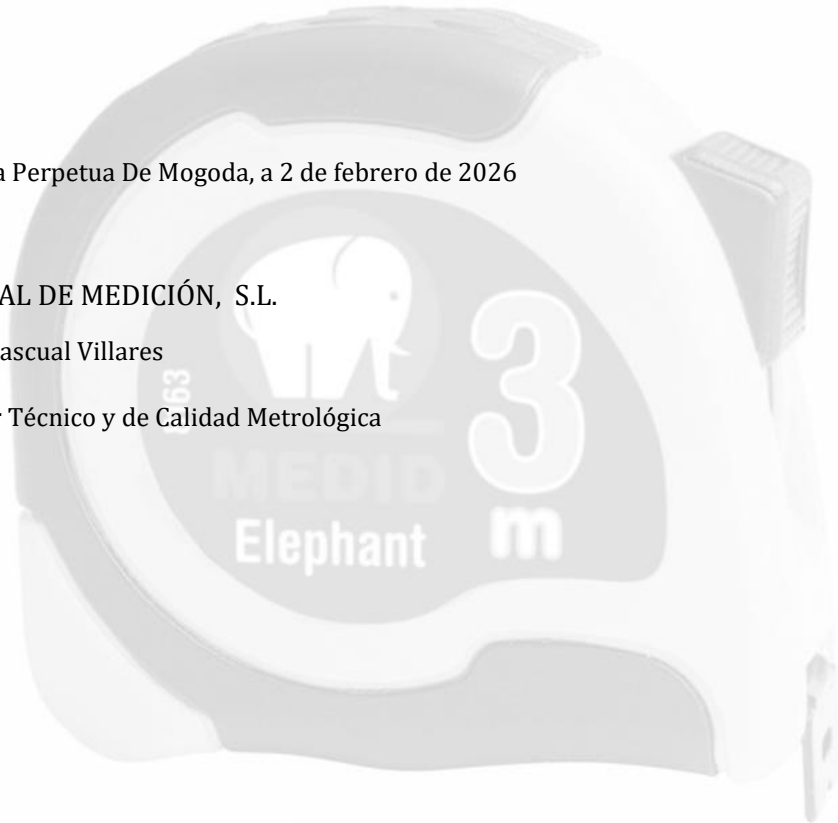 a Perpetua De Mogoda, a 2 de febrero de 2026
AL DE MEDICIÓN, S.L.
ascual Villares
r Técnico y de Calidad Metrológica
3
MEDID
Elephant
m